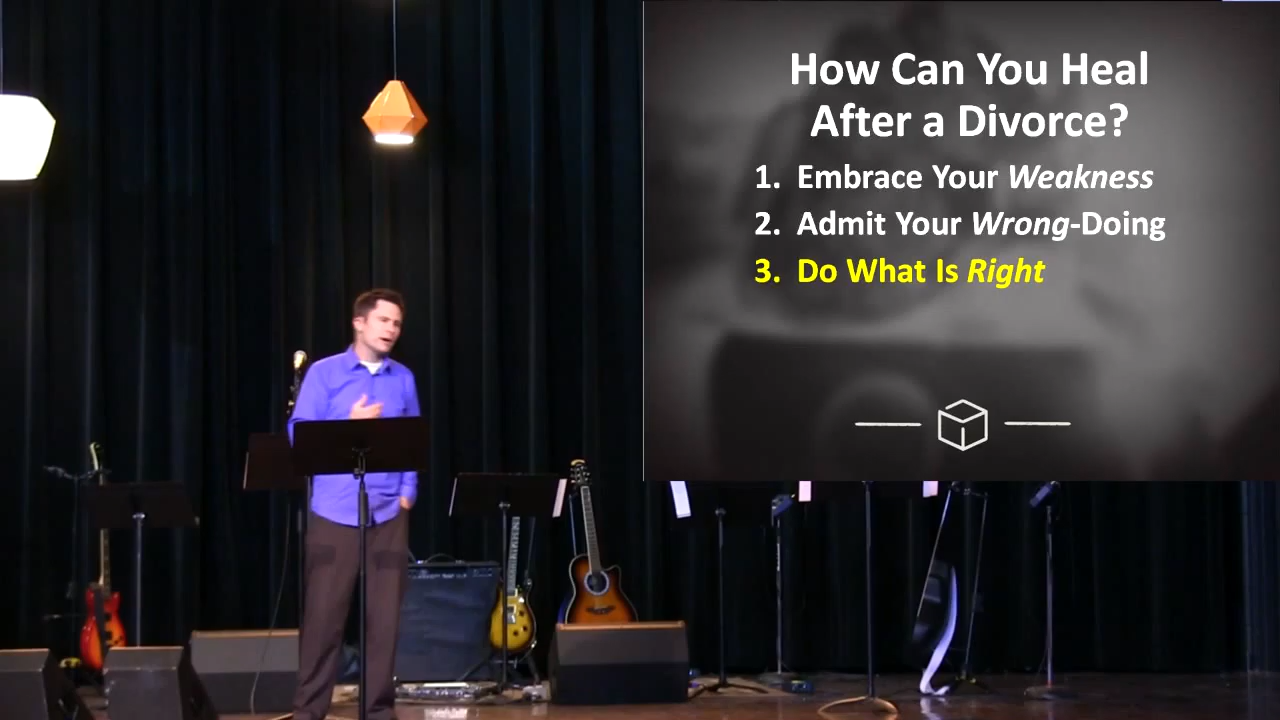 How Can You Heal
After a Divorce?
1. Embrace Your Weakness
2. Admit Your Wrong-Doing
3. Do What Is Right